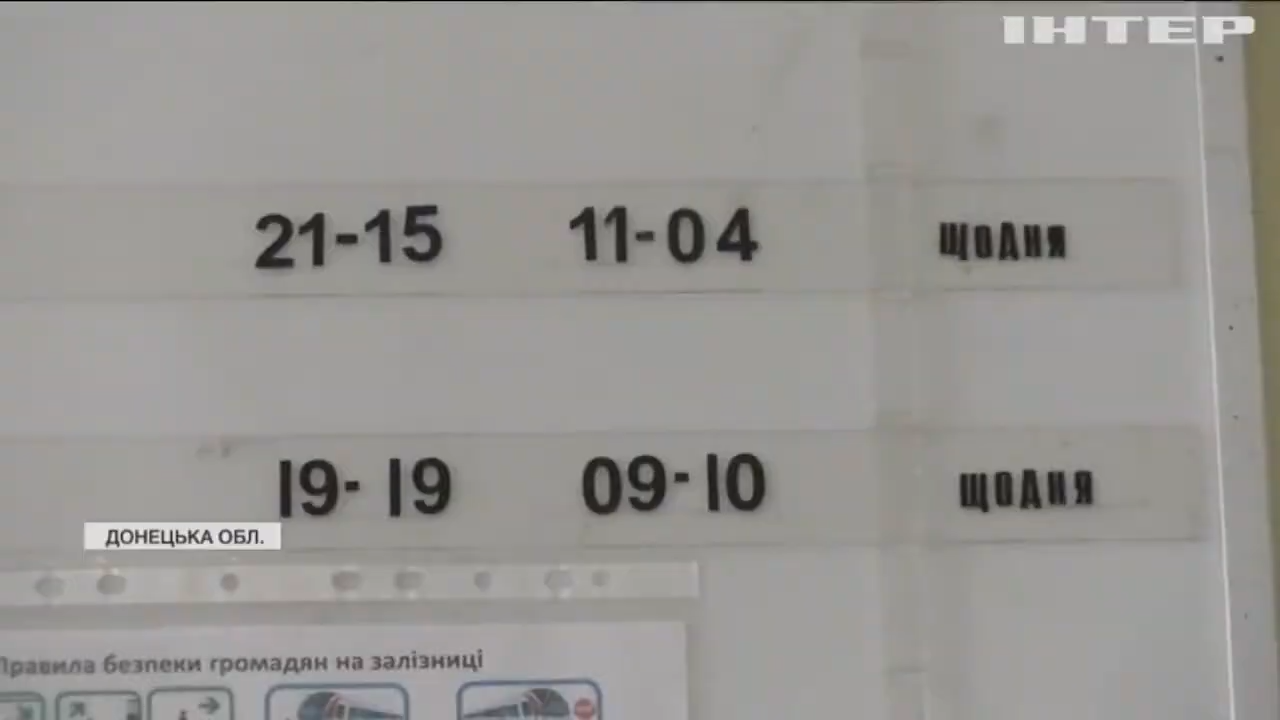 ІНТЕР
21-15 11-04 щодня
19-19 09-10 щодня
ДОНЕЦЬКА ОБЛ.
Правила безпеки громадян на залізниці